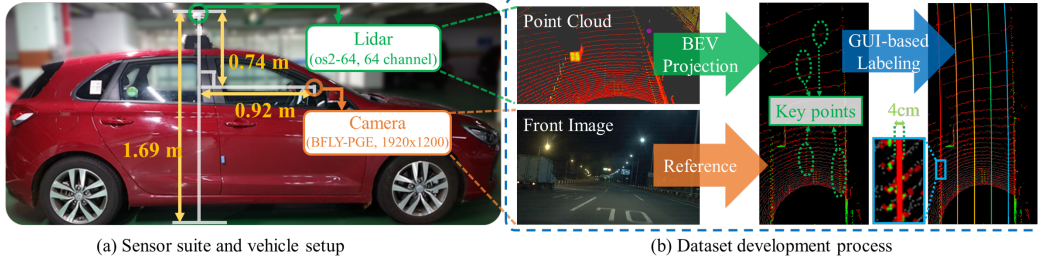 Lidar
(os2-64, 64 channel)
0.74 m
0.92 m
Camera
(BFLY-PGE, 1920x1200)
1.69 m
(a) Sensor suite and vehicle setup
Point Cloud
BEV
Projection
GUI-based
Labeling
Key points
4cm
Front Image
Reference
70
(b) Dataset development process